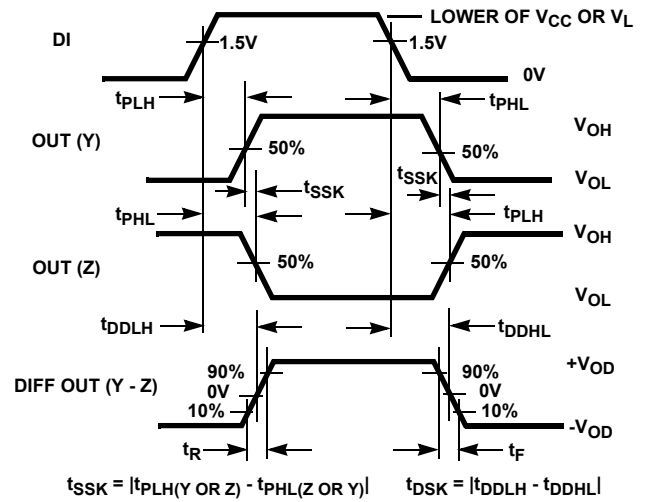 LOWER OF VCC OR VL
DI
1.5V
1.5V
0V
tPLH
tPHL
OUT (Y)
VOH
50%
50%
tSSK
tSSK
VOL
tPHL
tPLH
VOH
OUT (Z)
50%
50%
VOL
tDDLH
tDDHL
+VOD
90%
90%
DIFF OUT (Y - Z)
0V
0V
10%
10%
-VOD
tR
tF
tSSK = |tPLH(Y OR Z) - tPHL(Z OR Y)|
tDSK = |tDDLH - tDDHL|